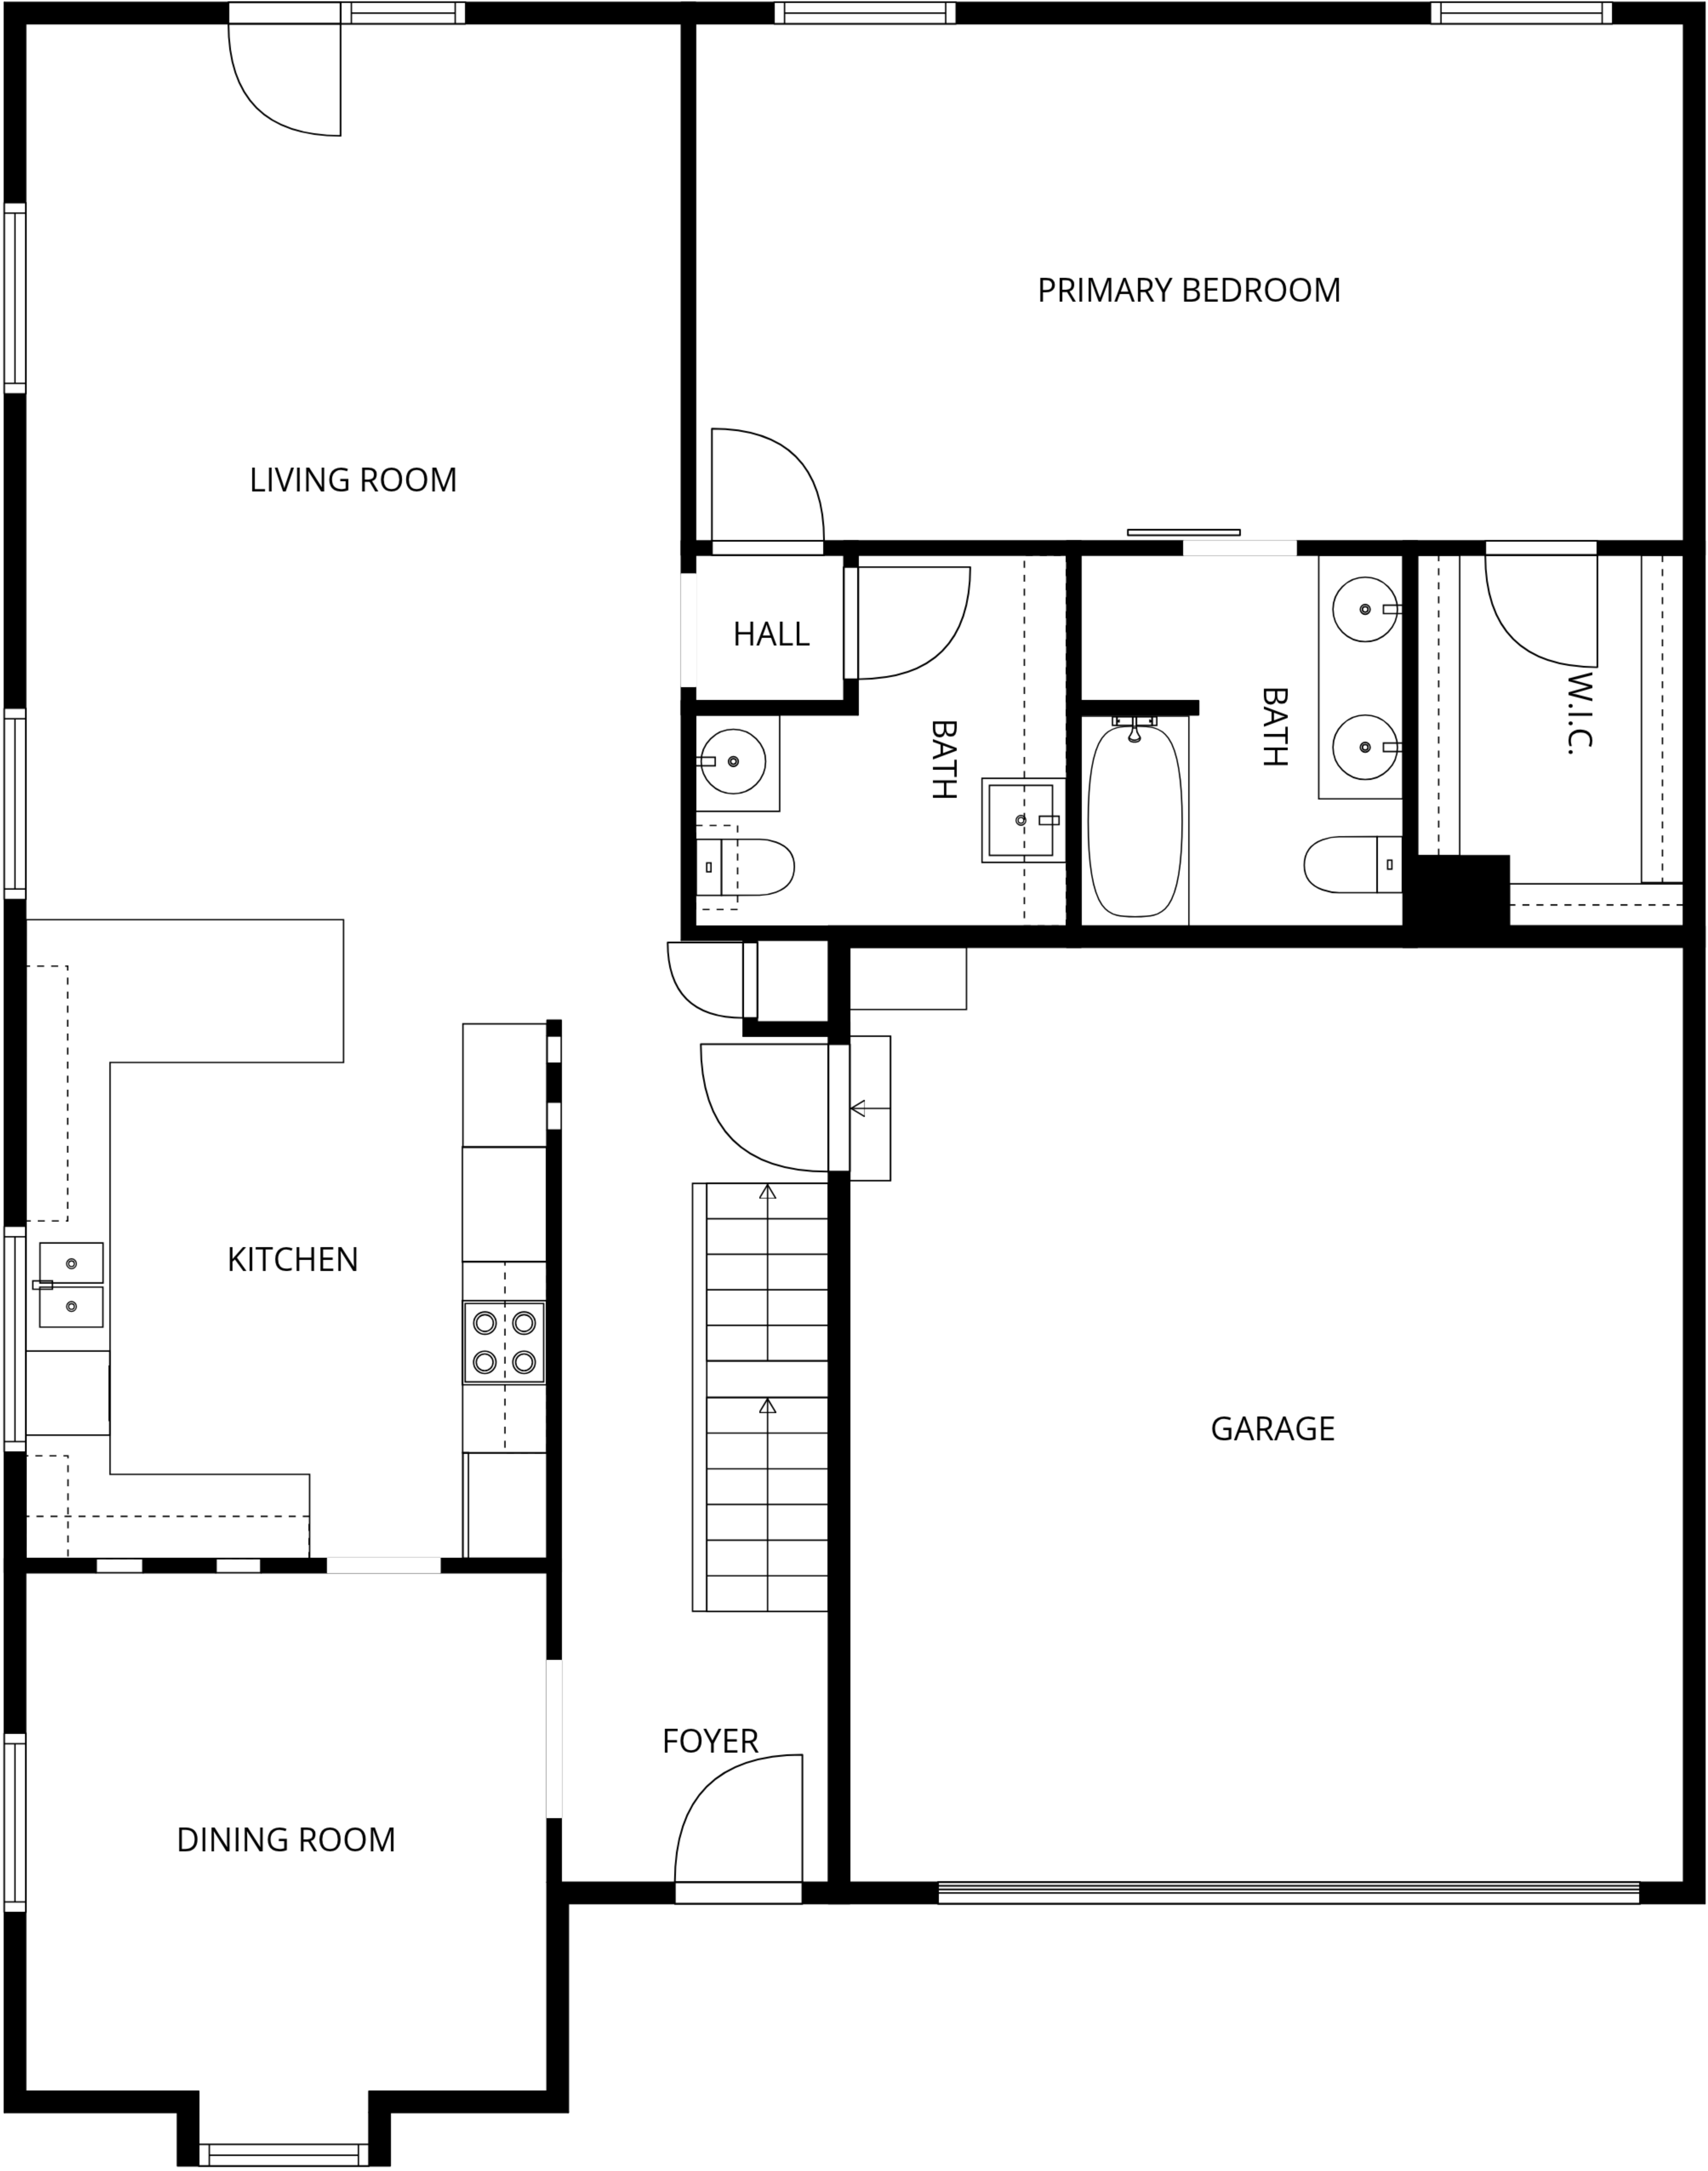 PRIMARY BEDROOM
LIVING ROOM
HALL
BATH
BATH
W.I.C.
KITCHEN
GARAGE
FOYER
DINING ROOM